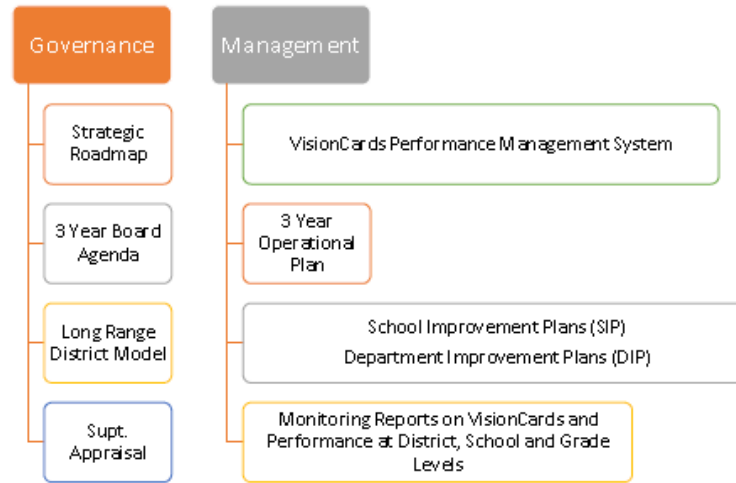 Governance
Strategic
Roadmap
3 Year Board
Agenda
Long Range
District Model
Supt.
Appraisal
Management
VisionCards Performance Management System
3 Year
Operational
Plan
School Improvement Plans (SIP)
Department Improvement Plans (DIP)
Monitoring Reports on VisionCards and
Performance at District, School and Grade
Levels